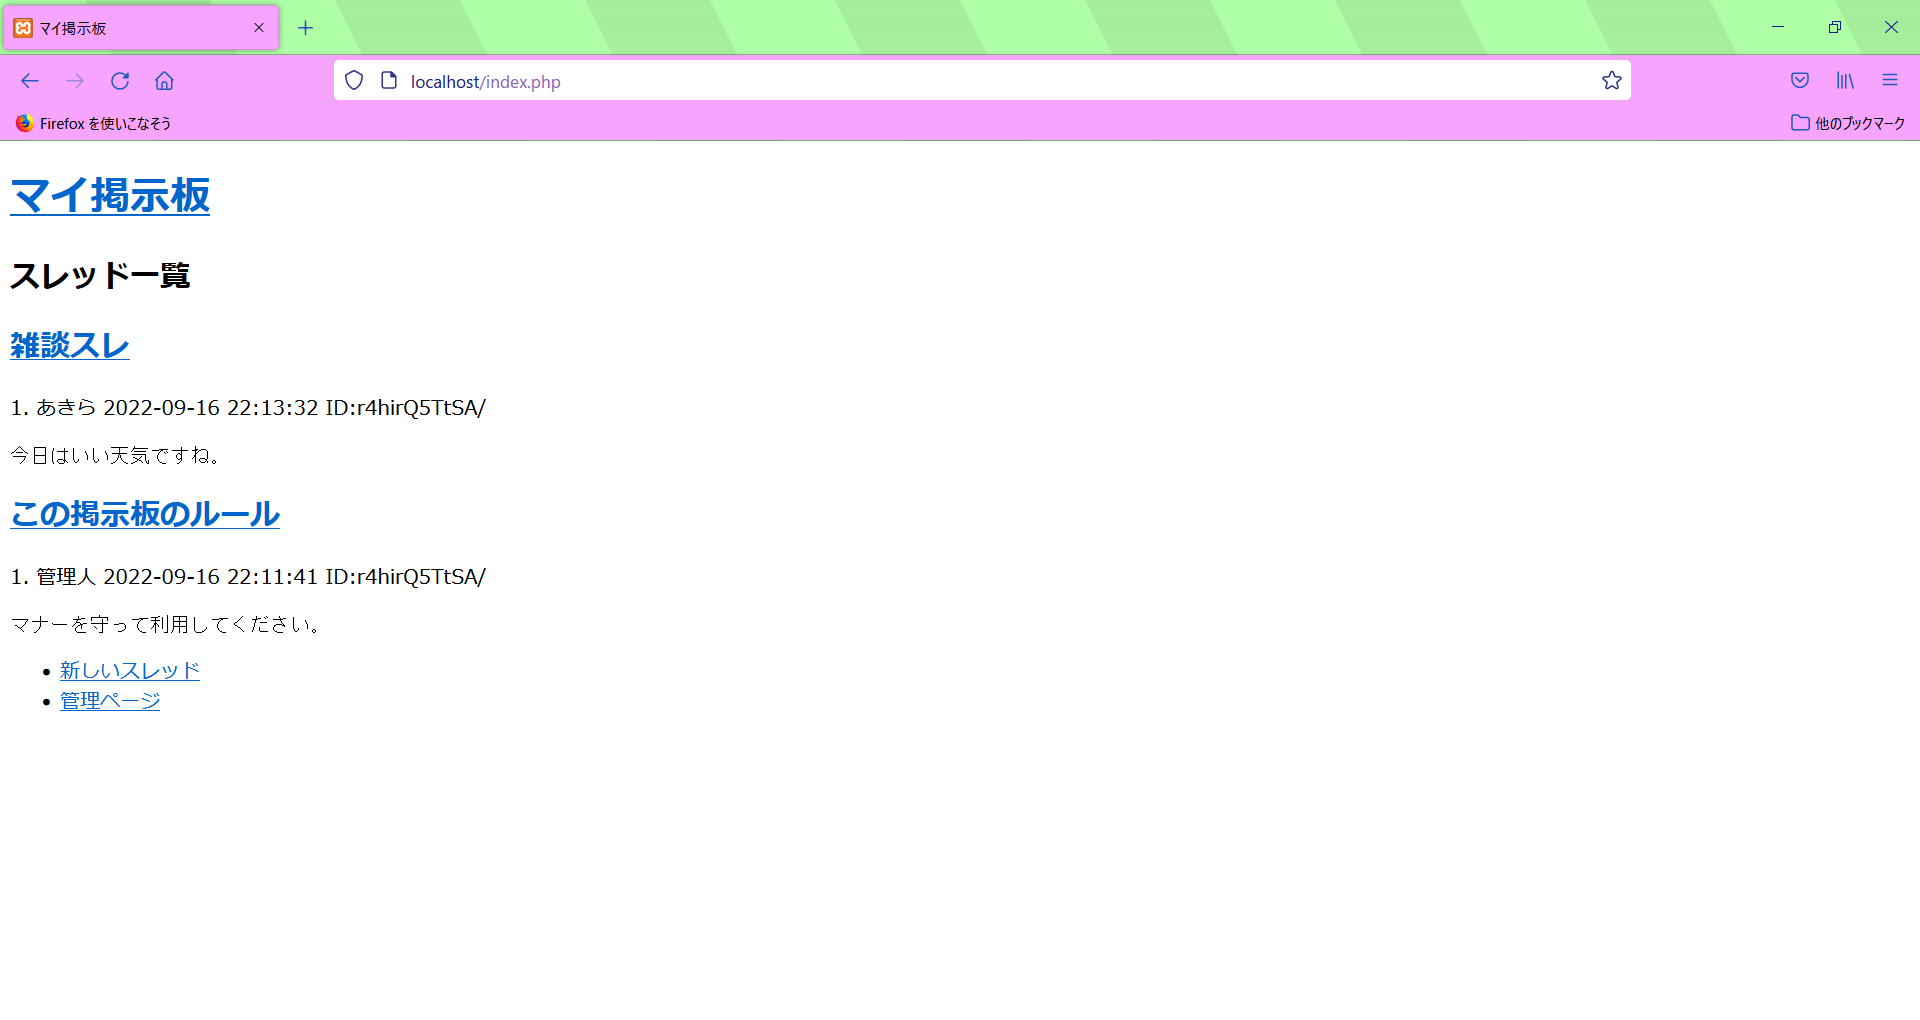 マイ掲示板
localhost/index.php
Firefox を使いこなそう
他のブックマーク
マイ掲示板
スレッド一覧
雑談スレ
1. あきら 2022-09-16 22:13:32 ID:r4hirQ5TtSA/
今日はいい天気ですね。
この掲示板のルール
1. 管理人 2022-09-16 22:11:41 ID:r4hirQ5TtSA/
マナーを守って利用してください。
• 新しいスレッド
• 管理ページ